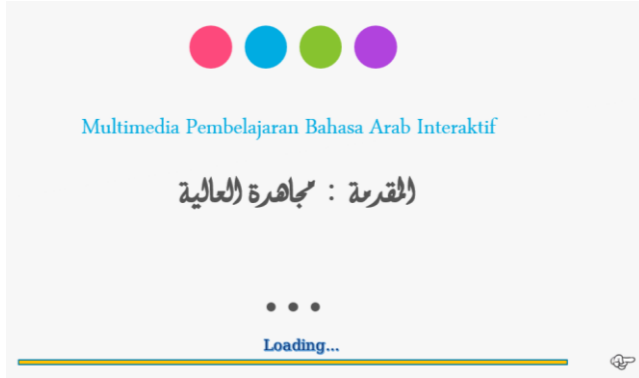 Multimedia Pembelajaran Bahasa Arab Interaktif
المقدمة : مجاهدة العالية
Loading...